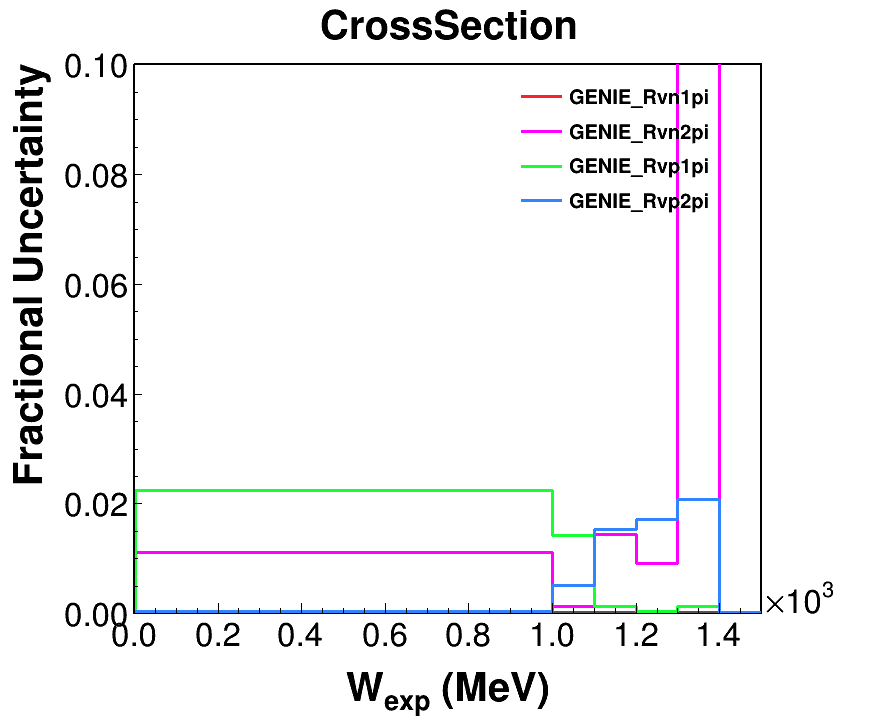 CrossSection
Fractional Uncertainty
0.10
0.08
0.06
0.04
0.02
0.00
GENIE_Rvn1pi
GENIE_Rvn2pi
GENIE_Rvp1pi
GENIE_Rvp2pi
0.0 0.2 0.4 0.6 0.8 1.0 1.2 1.4
×10³
W_exp (MeV)